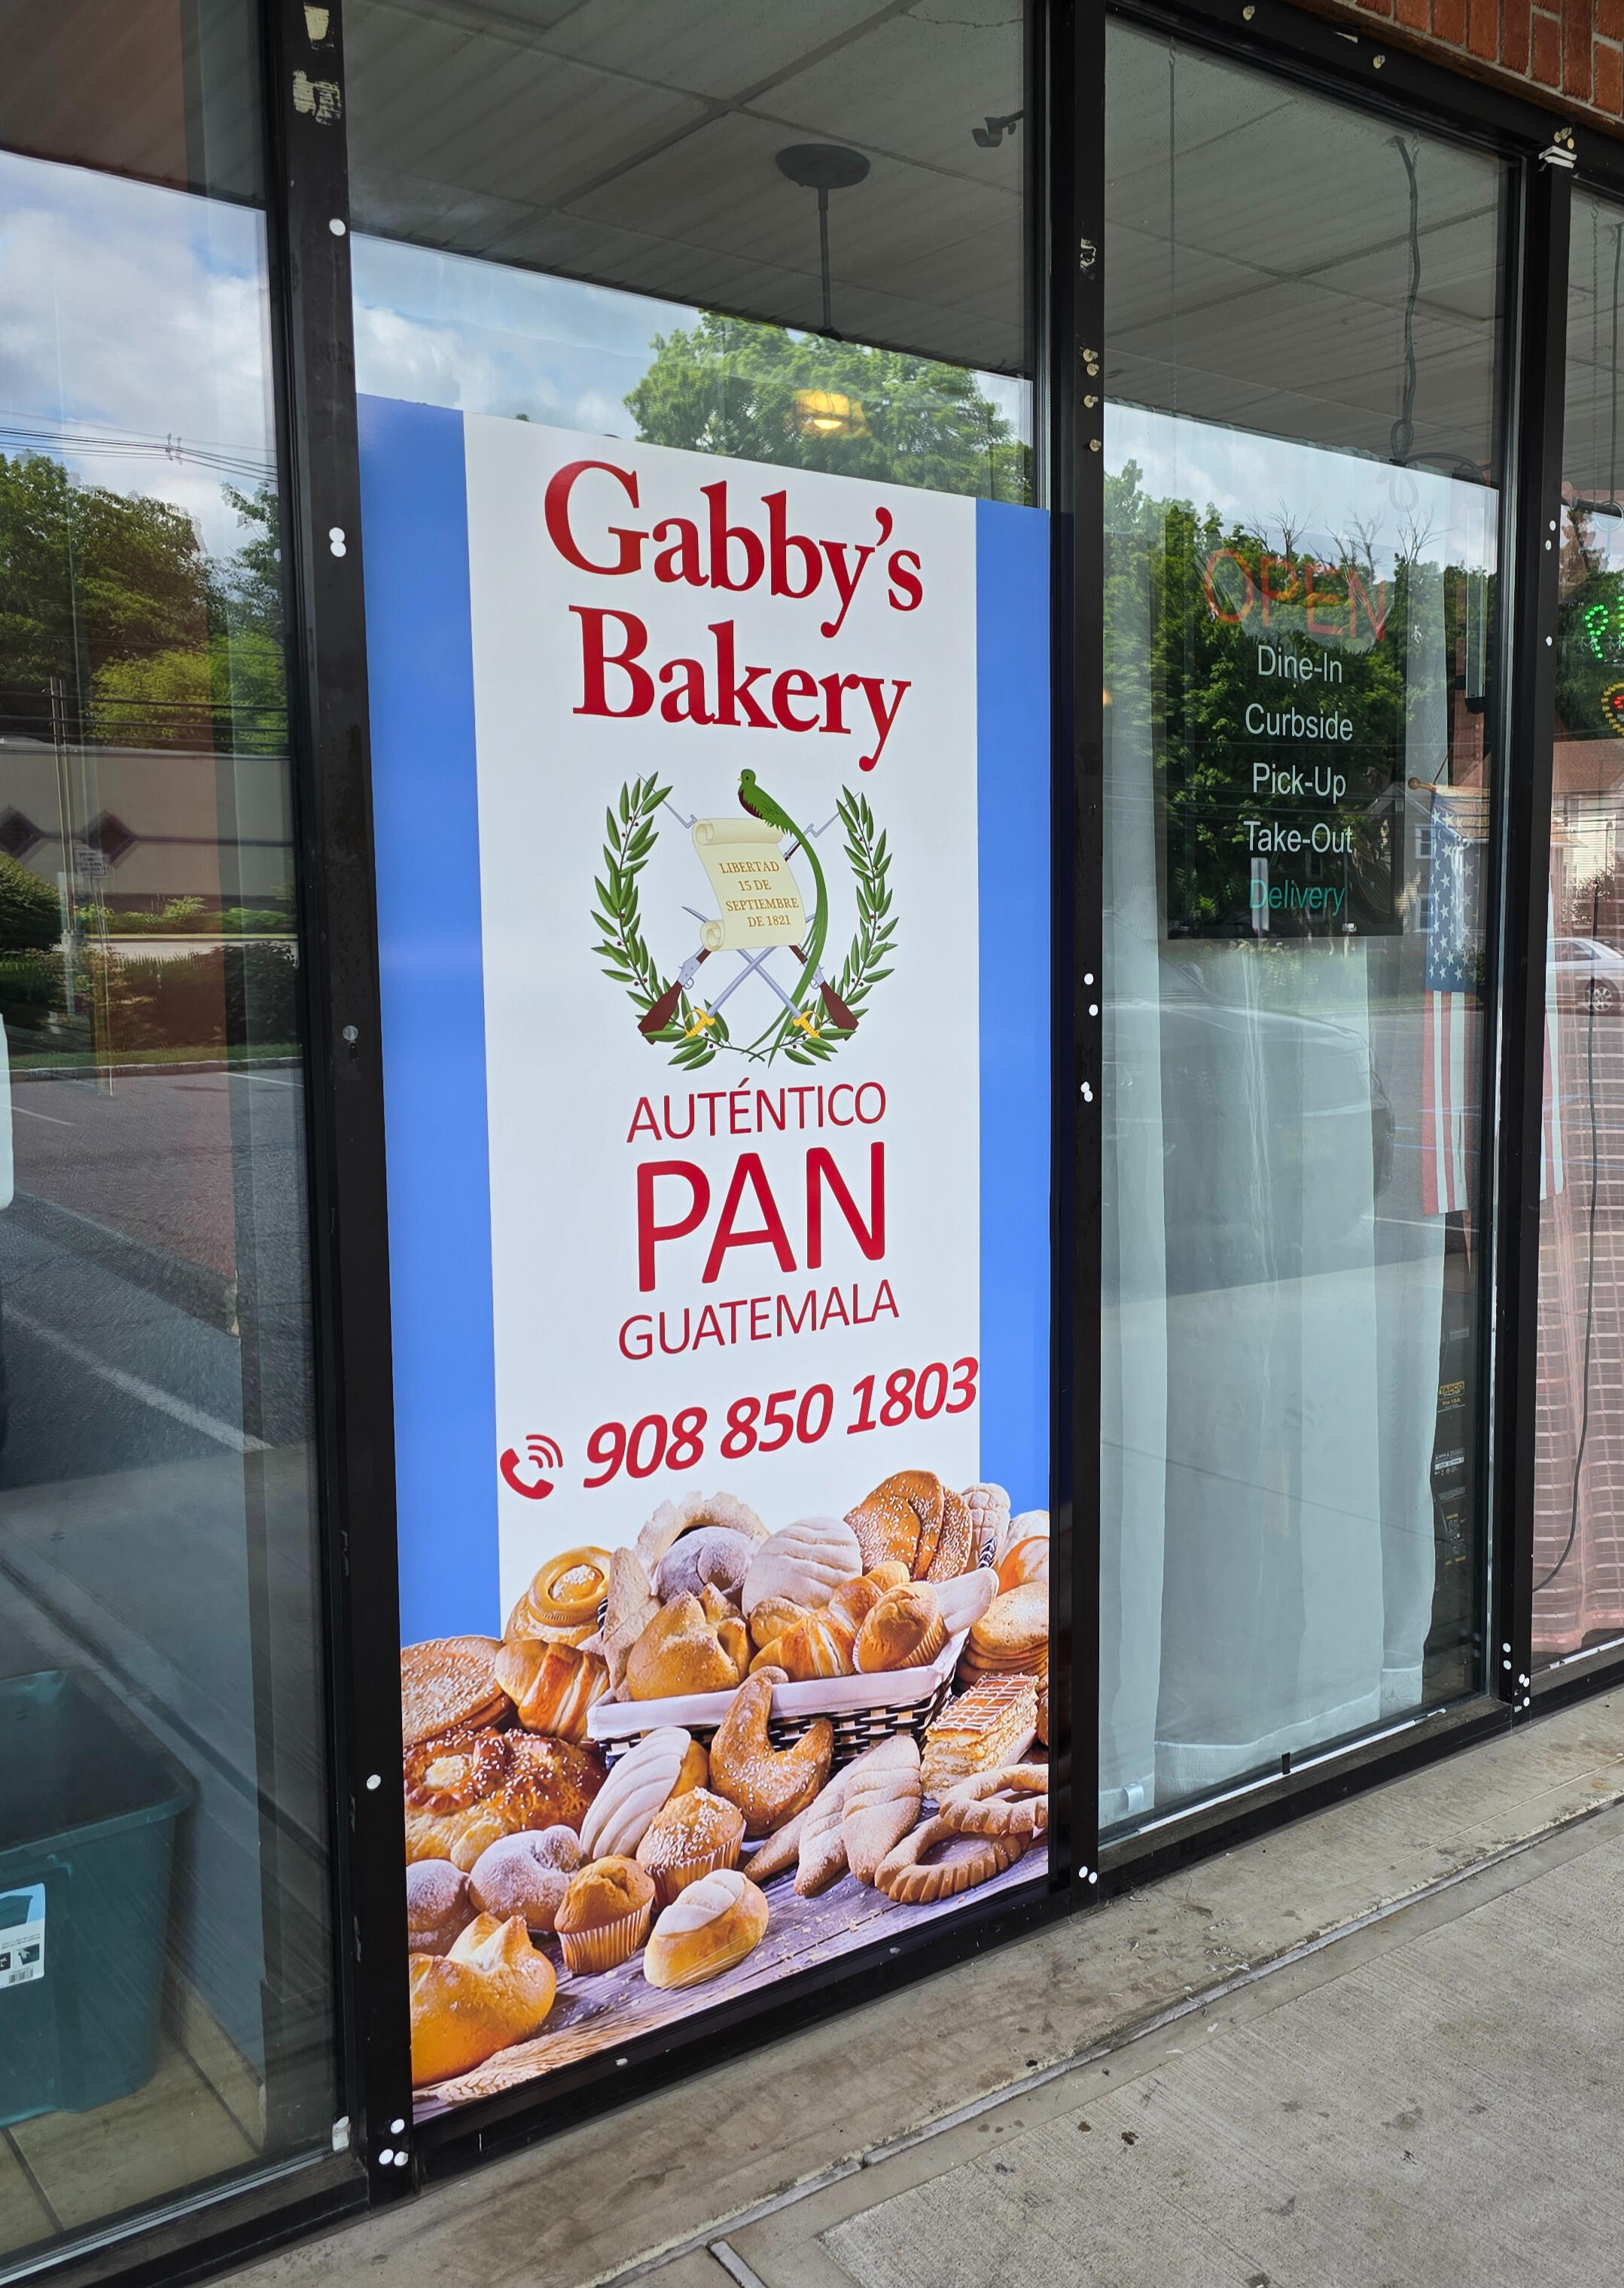 Gabby's
Bakery
LIBERTAD
15 DE
SEPTIEMBRE
DE 1821
AUTÉNTICO
PAN
GUATEMALA
908 850 1803
OPEN
Dine-In
Curbside
Pick-Up
Take-Out
Delivery